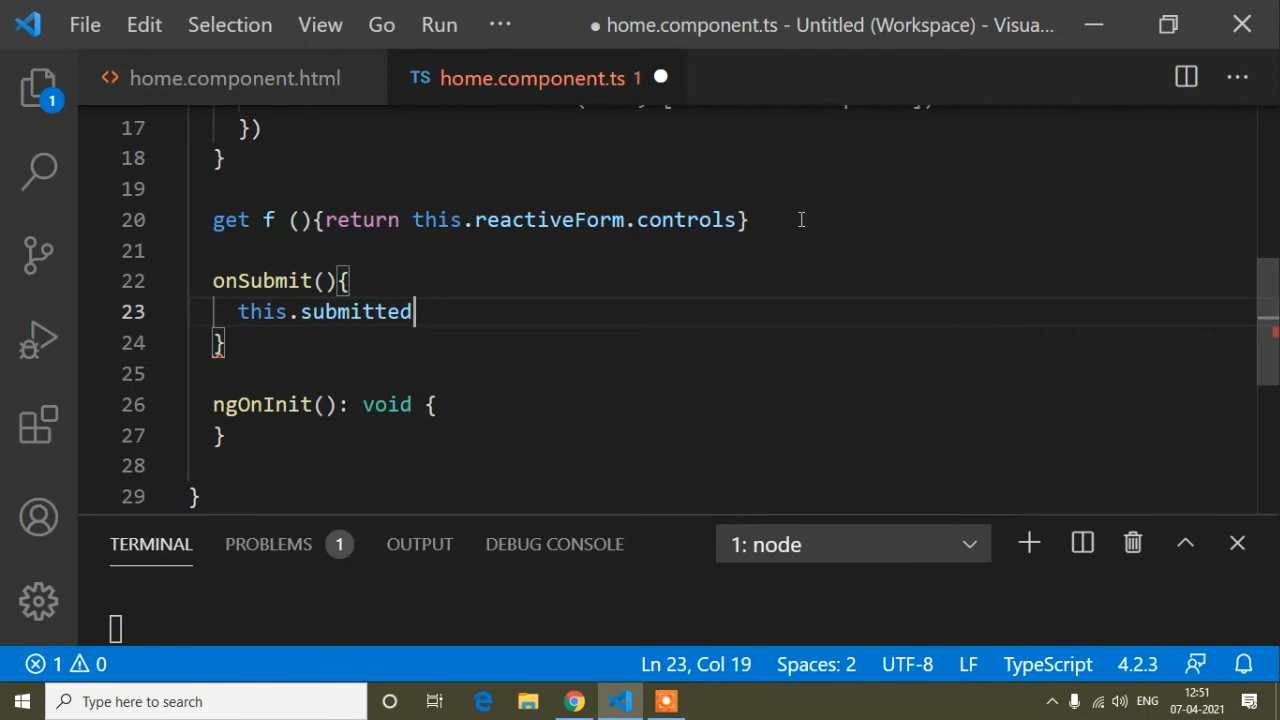 File Edit Selection View Go Run ··· ● home.component.ts - Untitled (Workspace) - Visua...
<> home.component.html TS home.component.ts 1 ●
17 })
18 }
19
20 get f (){return this.reactiveForm.controls}
21
22 onSubmit(){
23 this.submitted
24 }
25
26 ngOnInit(): void {
27 }
28
29 }
1
TERMINAL PROBLEMS 1 OUTPUT DEBUG CONSOLE 1: node
1 0 Ln 23, Col 19 Spaces: 2 UTF-8 LF TypeScript 4.2.3
Type here to search ENG 12:51
07-04-2021